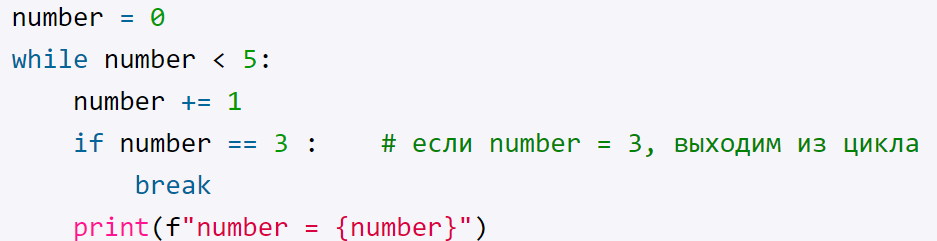 number = 0
while number < 5:
    number += 1
    if number == 3 :    # если number = 3, выходим из цикла
        break
    print(f"number = {number}")